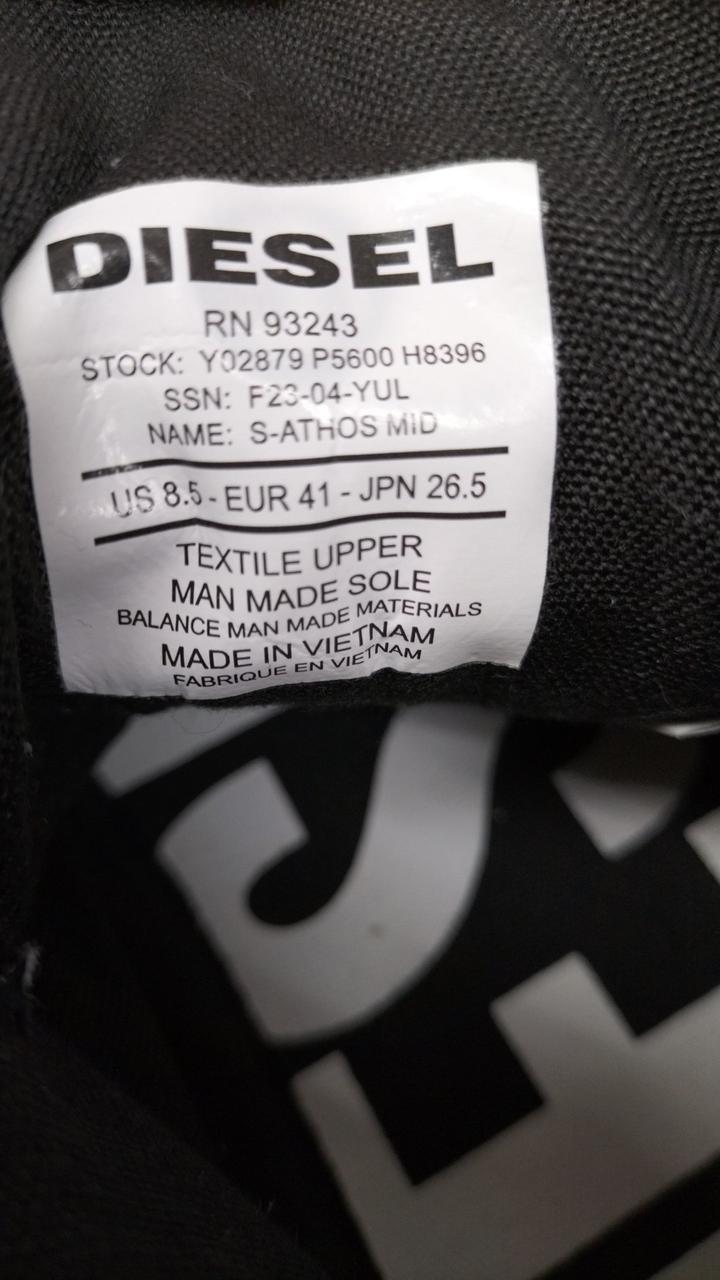 DIESEL
RN 93243
STOCK: Y02879 P5600 H8396
SSN: F23-04-YUL
NAME: S-ATHOS MID
US 8.5 - EUR 41 - JPN 26.5
TEXTILE UPPER
MAN MADE SOLE
BALANCE MAN MADE MATERIALS
MADE IN VIETNAM
FABRIQUE EN VIETNAM